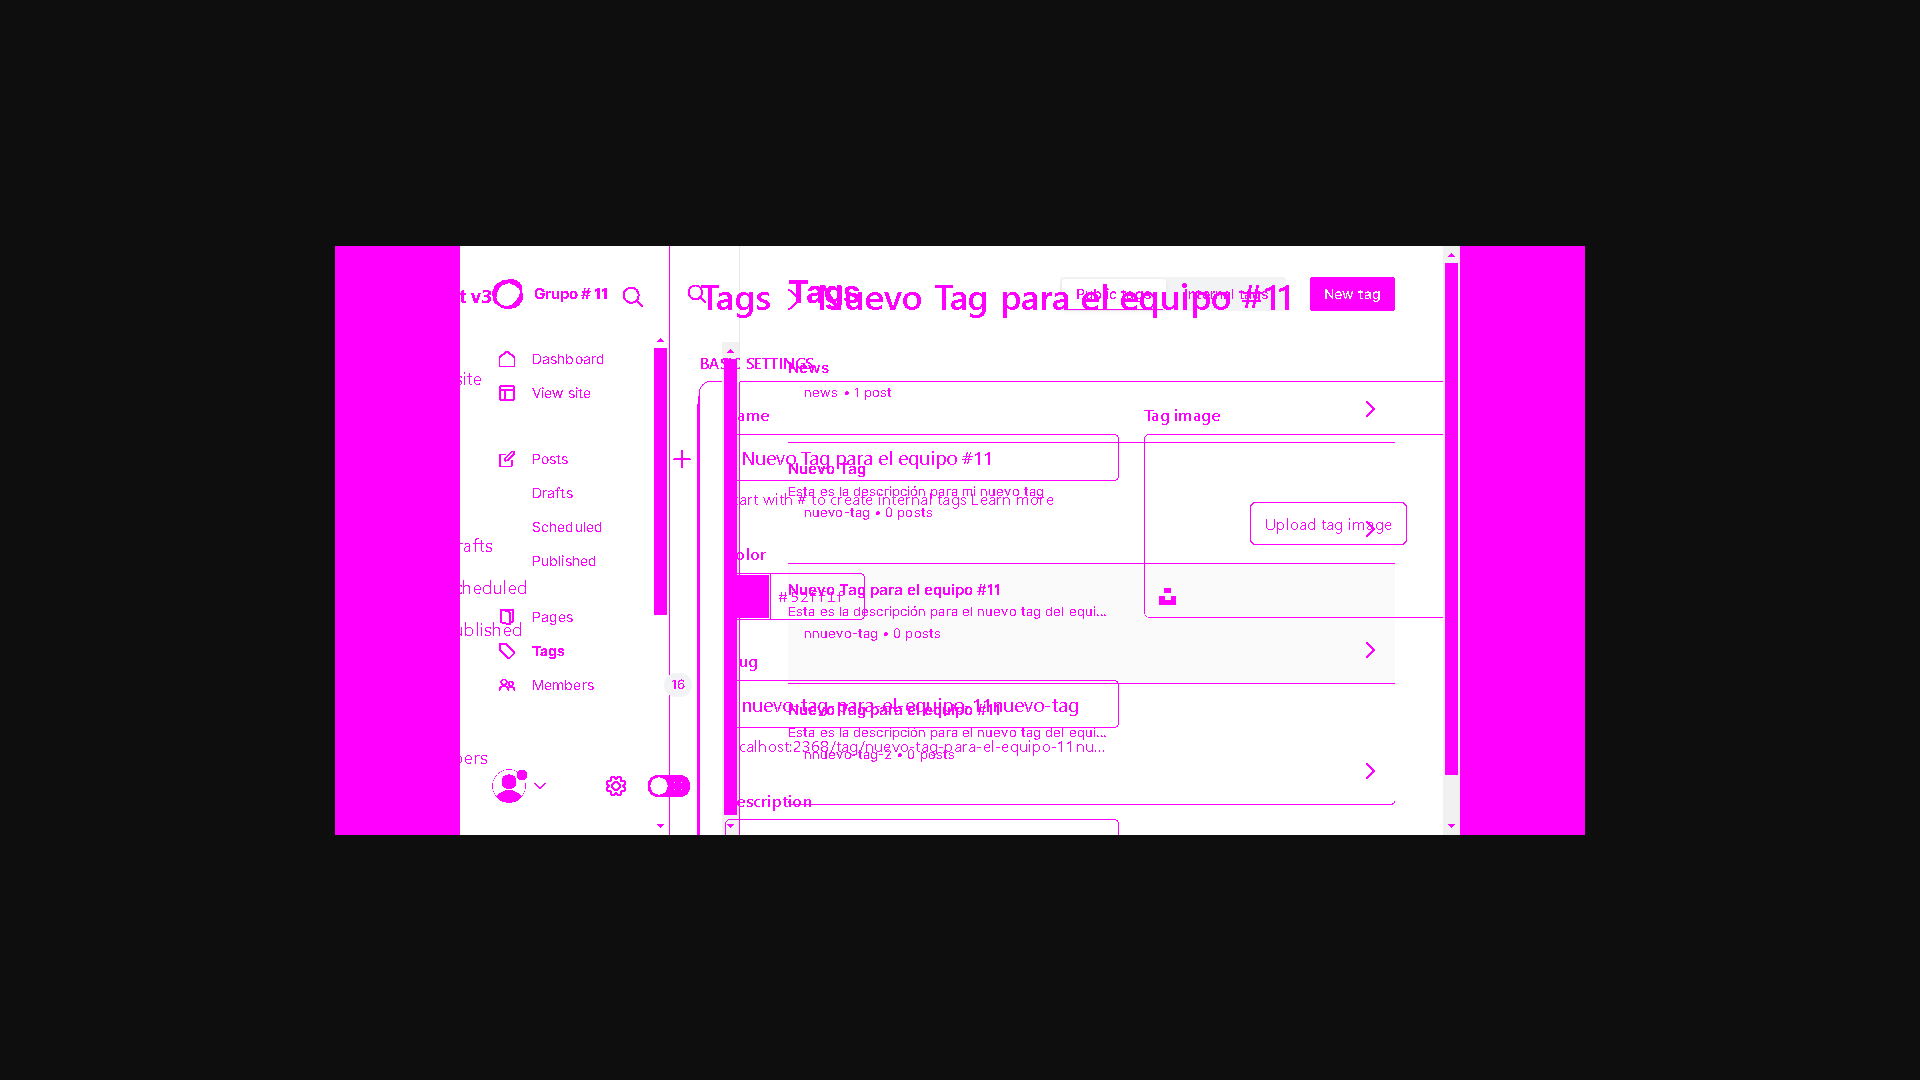 t v3
Grupo # 11
Tags
Tags
Nuevo Tag para el equipo #11
Public tags
Internal tags
New tag
Dashboard
site
View site
Posts
Drafts
Scheduled
rafts
Published
cheduled
Pages
ublished
Tags
Members
16
bers
BASIC SETTINGS
News
news • 1 post
ame
Tag image
Nuevo Tag para el equipo #11
Nuevo Tag
Esta es la descripción para mi nuevo tag
art with # to create internal tags Learn more
nuevo-tag • 0 posts
Upload tag image
olor
Nuevo Tag para el equipo #11
#52ff1f
Esta es la descripción para el nuevo tag del equi...
nnuevo-tag • 0 posts
ug
nuevo-tag-para-el-equipo-11nuevo-tag
Nuevo Tag para el equipo #11
Esta es la descripción para el nuevo tag del equi...
calhost:2368/tag/nuevo-tag-para-el-equipo-11nu...
nnuevo-tag-2 • 0 posts
escription